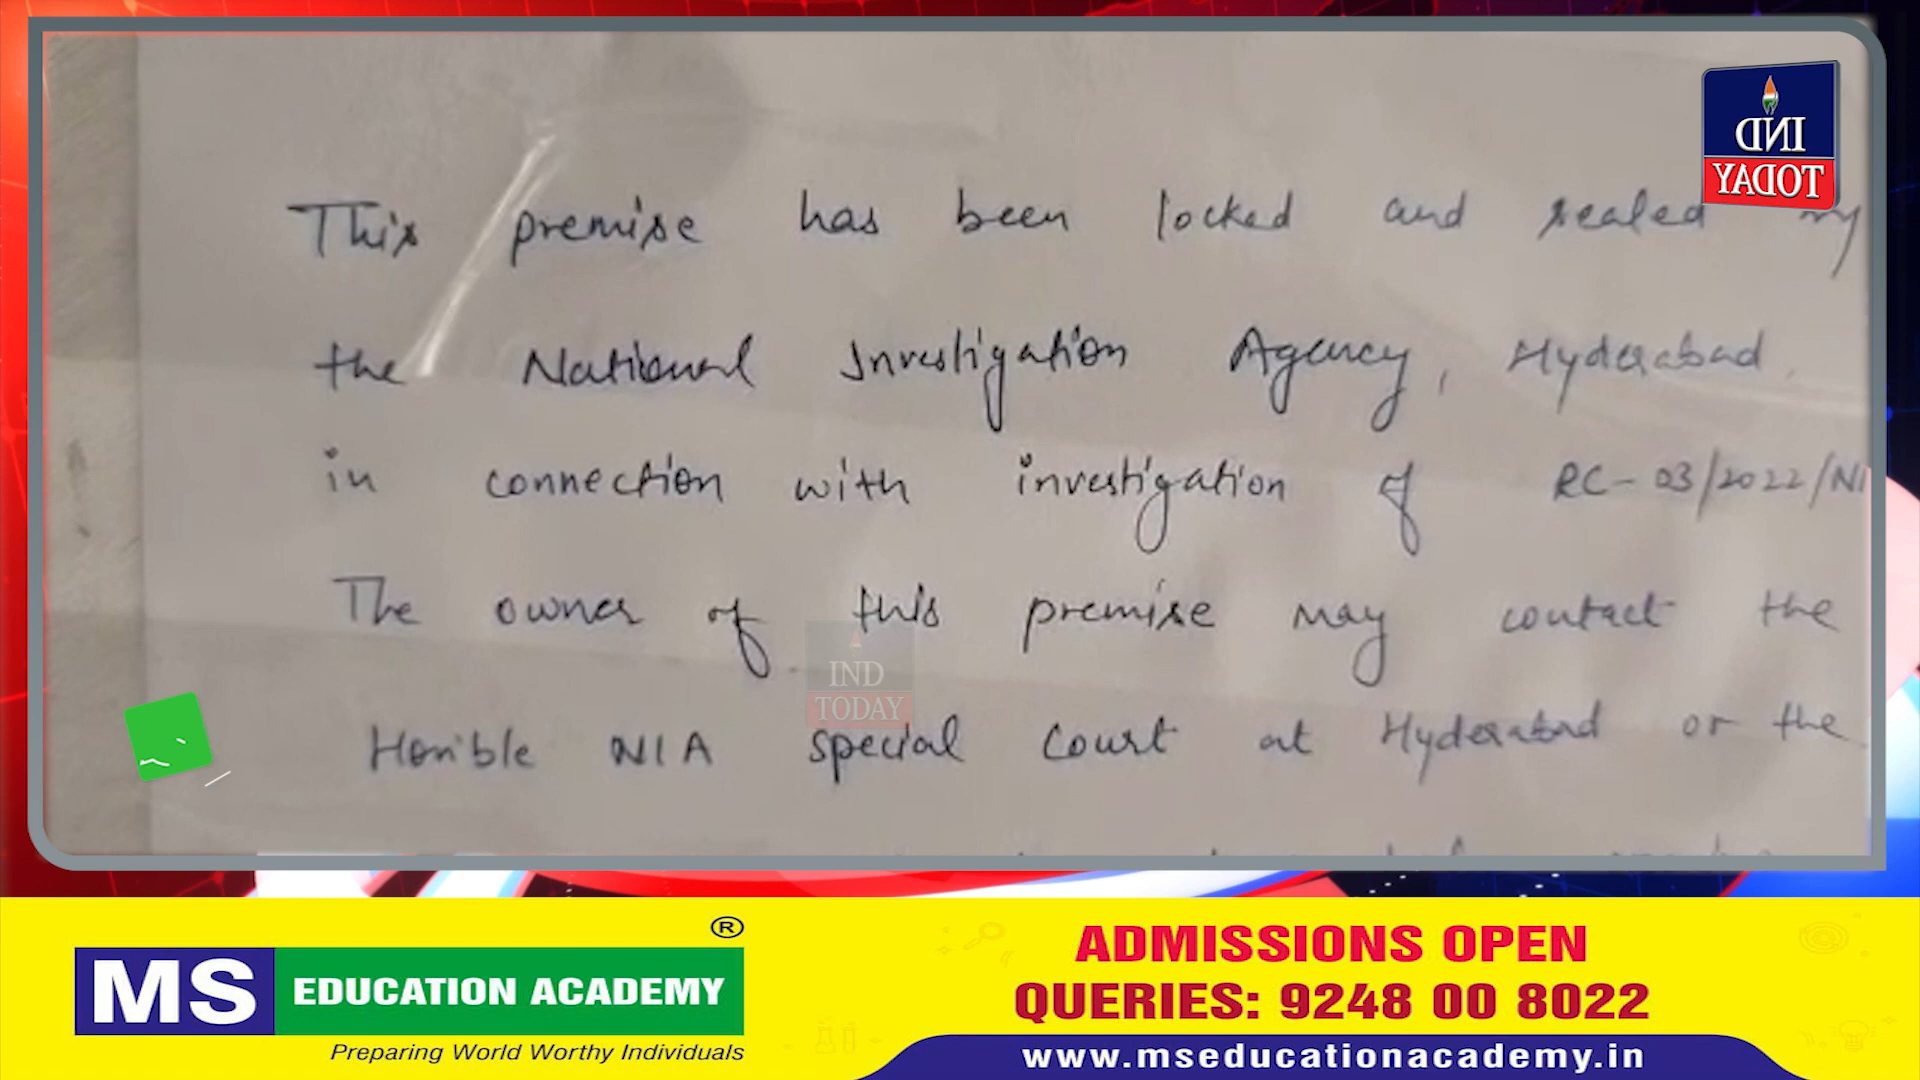 This premise has been locked and sealed by
the National Investigation Agency, Hyderabad.
in connection with investigation of RC-03/2022/NI
The owner of this premise may contact the
Hon'ble NIA special Court at Hyderabad or the
IND
TODAY
IND
TODAY
MS EDUCATION ACADEMY ®
Preparing World Worthy Individuals
ADMISSIONS OPEN
QUERIES: 9248 00 8022
www.mseducationacademy.in